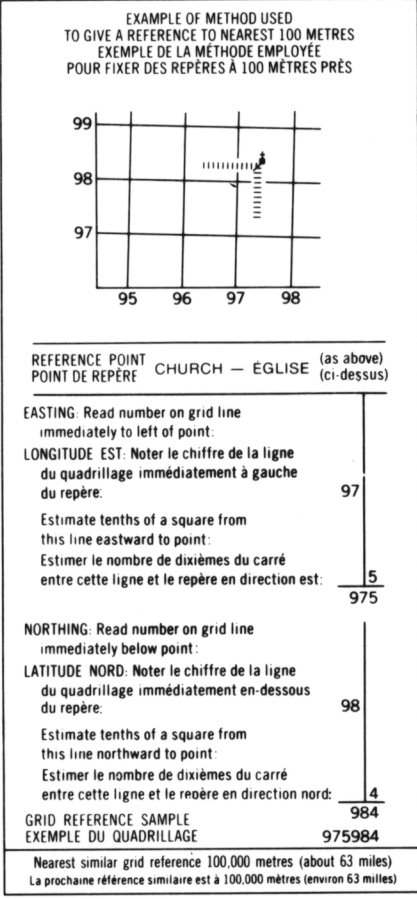 EXAMPLE OF METHOD USED
TO GIVE A REFERENCE TO NEAREST 100 METRES
EXEMPLE DE LA MÉTHODE EMPLOYÉE
POUR FIXER DES REPÈRES À 100 MÈTRES PRÈS
99
98
97
95 96 97 98
REFERENCE POINT
POINT DE REPÈRE
CHURCH — ÉGLISE
(as above)
(ci-dessus)
EASTING: Read number on grid line
immediately to left of point:
LONGITUDE EST: Noter le chiffre de la ligne
du quadrillage immédiatement à gauche
du repère: 97
Estimate tenths of a square from
this line eastward to point:
Estimer le nombre de dixièmes du carré
entre cette ligne et le repère en direction est: 5
975
NORTHING: Read number on grid line
immediately below point:
LATITUDE NORD: Noter le chiffre de la ligne
du quadrillage immédiatement en-dessous
du repère: 98
Estimate tenths of a square from
this line northward to point:
Estimer le nombre de dixièmes du carré
entre cette ligne et le repère en direction nord: 4
984
GRID REFERENCE SAMPLE
EXEMPLE DU QUADRILLAGE 975984
Nearest similar grid reference 100,000 metres (about 63 miles)
La prochaine référence similaire est à 100,000 mètres (environ 63 milles)